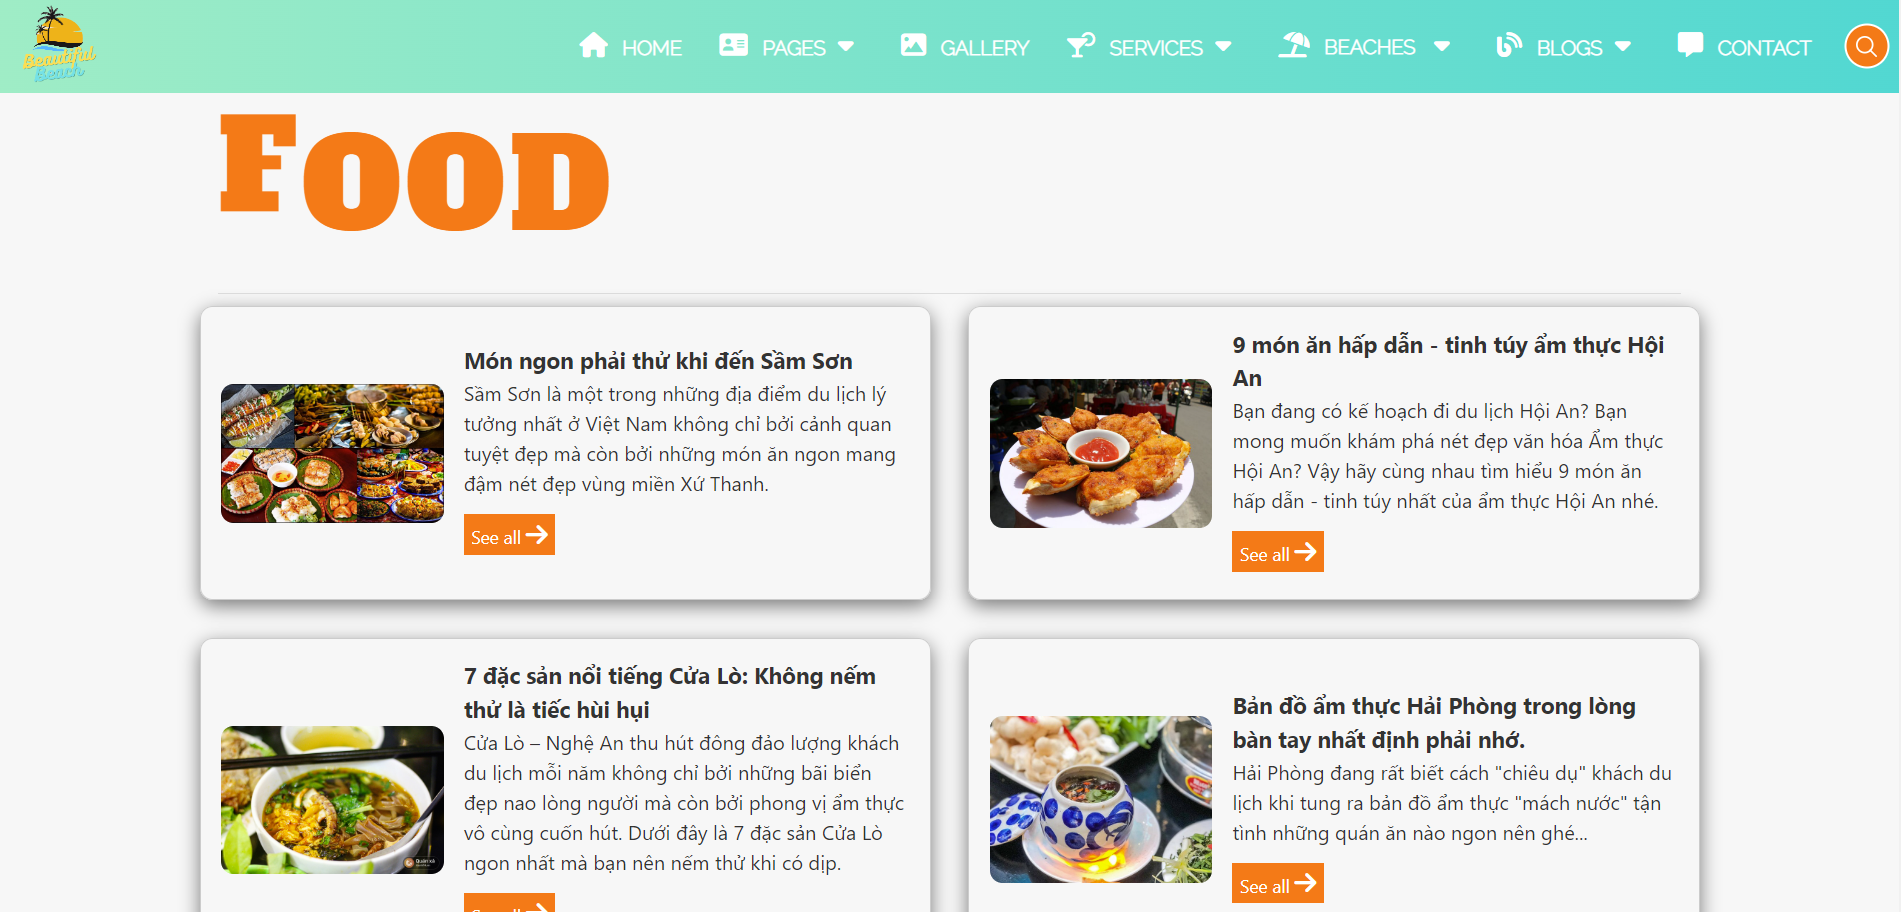 Beautiful
Beach
HOME
PAGES
GALLERY
SERVICES
BEACHES
BLOGS
CONTACT
Food
Món ngon phải thử khi đến Sầm Sơn
Sầm Sơn là một trong những địa điểm du lịch lý
tưởng nhất ở Việt Nam không chỉ bởi cảnh quan
tuyệt đẹp mà còn bởi những món ăn ngon mang
đậm nét đẹp vùng miền Xứ Thanh.
See all
9 món ăn hấp dẫn - tinh túy ẩm thực Hội
An
Bạn đang có kế hoạch đi du lịch Hội An? Bạn
mong muốn khám phá nét đẹp văn hóa Ẩm thực
Hội An? Vậy hãy cùng nhau tìm hiểu 9 món ăn
hấp dẫn - tinh túy nhất của ẩm thực Hội An nhé.
See all
7 đặc sản nổi tiếng Cửa Lò: Không nếm
thử là tiếc hùi hụi
Cửa Lò – Nghệ An thu hút đông đảo lượng khách
du lịch mỗi năm không chỉ bởi những bãi biển
đẹp nao lòng người mà còn bởi phong vị ẩm thực
vô cùng cuốn hút. Dưới đây là 7 đặc sản Cửa Lò
ngon nhất mà bạn nên nếm thử khi có dịp.
See all
Bản đồ ẩm thực Hải Phòng trong lòng
bàn tay nhất định phải nhớ.
Hải Phòng đang rất biết cách "chiêu dụ" khách du
lịch khi tung ra bản đồ ẩm thực "mách nước" tận
tình những quán ăn nào ngon nên ghé...
See all